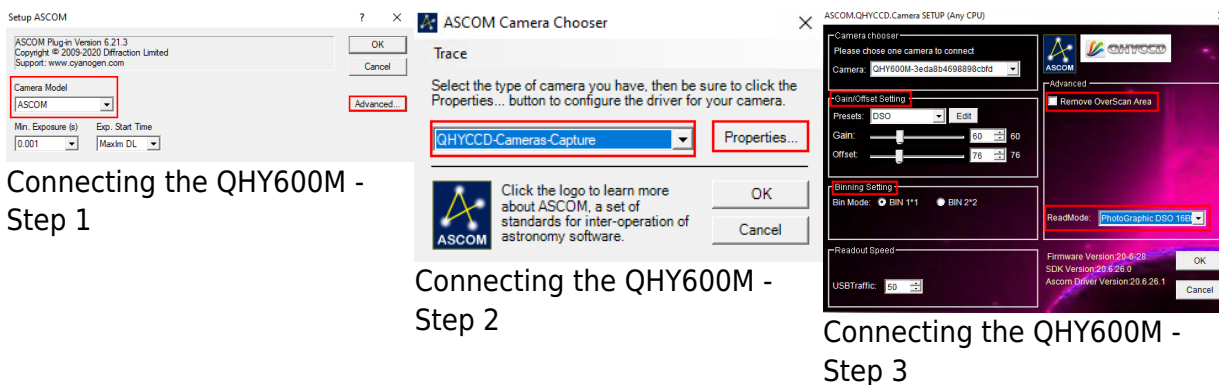 Setup ASCOM
?
×
ASCOM Plug-in Version 6.21.3
Copyright © 2009-2020 Diffraction Limited
Support: www.cyanogen.com
OK
Cancel
Camera Model
ASCOM
Advanced...
Min. Exposure (s)
Exp. Start Time
0.001
MaxIm DL
Connecting the QHY600M -
Step 1
ASCOM Camera Chooser
Trace
Select the type of camera you have, then be sure to click the
Properties... button to configure the driver for your camera.
QHYCCD-Cameras-Capture
Properties...
ASCOM
Click the logo to learn more
about ASCOM, a set of
standards for inter-operation of
astronomy software.
OK
Cancel
Connecting the QHY600M -
Step 2
ASCOM.QHYCCD.Camera SETUP (Any CPU)
Camera chooser
Please chose one camera to connect
Camera: QHY600M-3eda8b4698898cbfd
ASCOM
QHYCCD
Gain/Offset Setting
Presets: DSO
Edit
Gain: 60 60
Offset: 76 76
Binning Setting
Bin Mode: BIN 1*1 BIN 2*2
Readout Speed
USBTraffic: 50
Advanced
Remove OverScan Area
ReadMode: PhotoGraphic DSO 16B
Firmware Version:20-6-28
SDK Version:20.6.26.0
Ascom Driver Version:20.6.26.1
OK
Cancel
Connecting the QHY600M -
Step 3